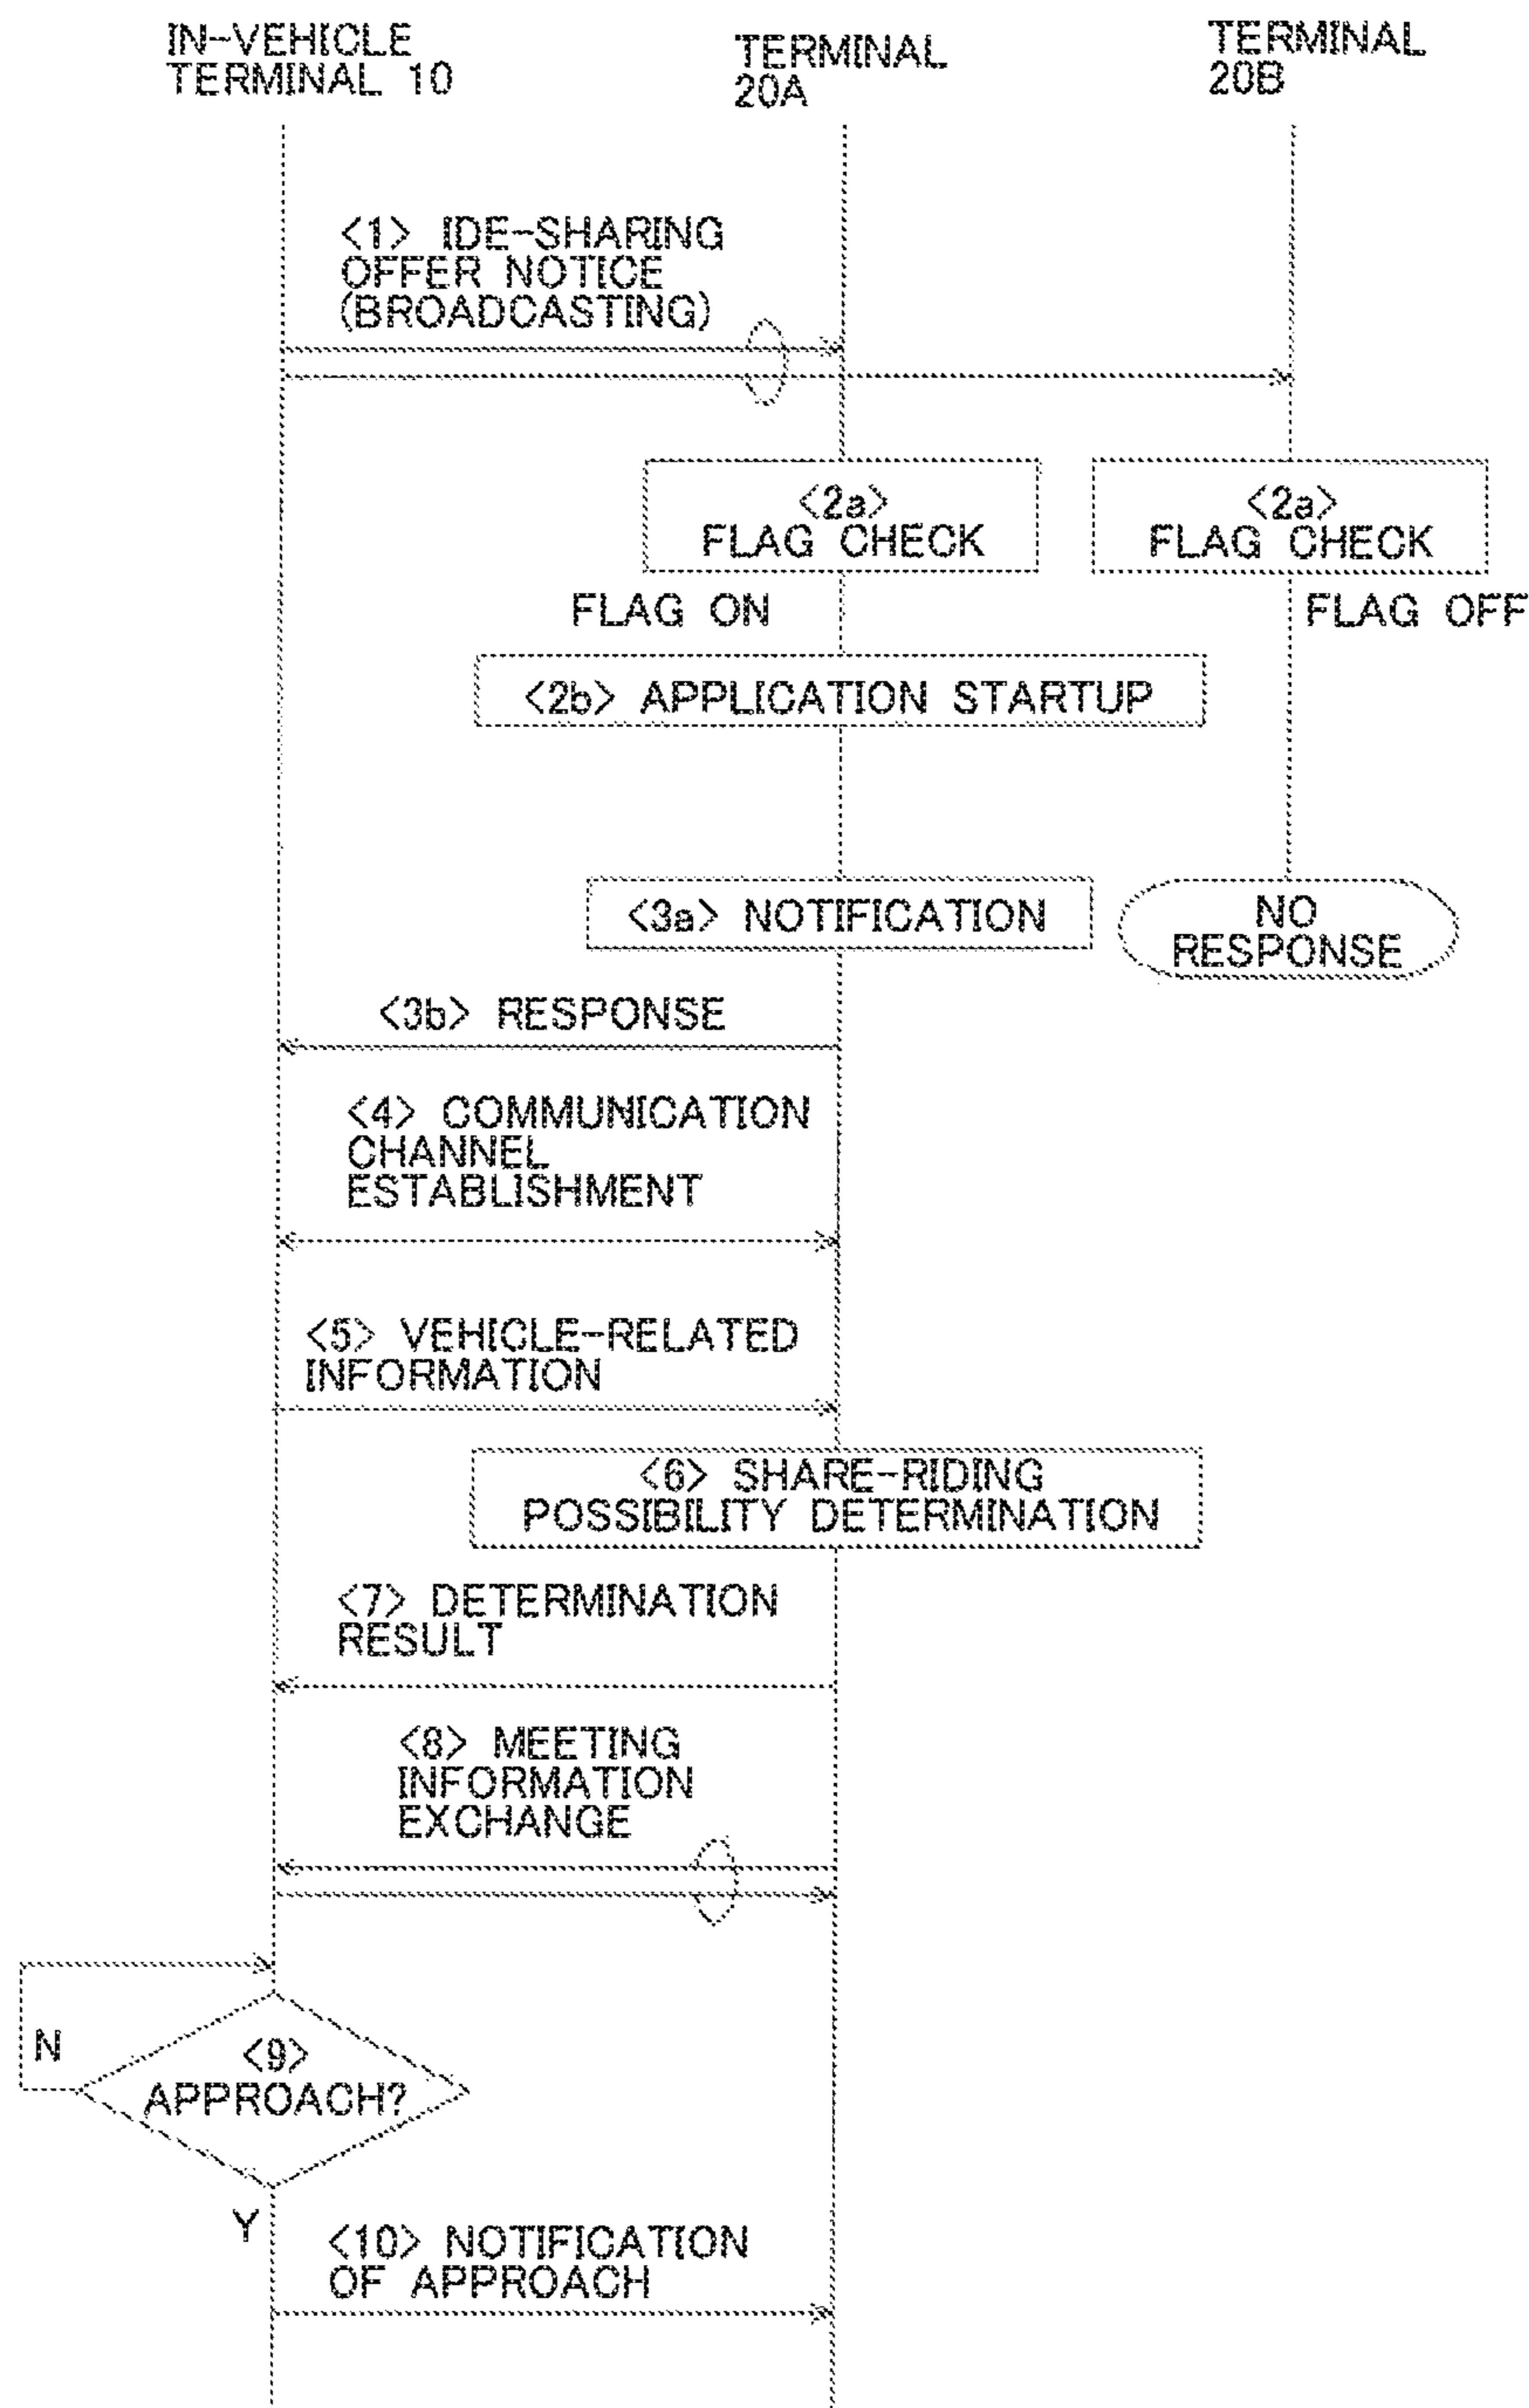 IN-VEHICLE
TERMINAL 10
TERMINAL
20A
TERMINAL
20B
<1> IDE-SHARING
OFFER NOTICE
(BROADCASTING)
<2a>
FLAG CHECK
<2a>
FLAG CHECK
FLAG ON
FLAG OFF
<2b> APPLICATION STARTUP
<3a> NOTIFICATION
NO
RESPONSE
<3b> RESPONSE
<4> COMMUNICATION
CHANNEL
ESTABLISHMENT
<5> VEHICLE-RELATED
INFORMATION
<6> SHARE-RIDING
POSSIBILITY DETERMINATION
<7> DETERMINATION
RESULT
<8> MEETING
INFORMATION
EXCHANGE
N
<9>
APPROACH?
Y
<10> NOTIFICATION
OF APPROACH